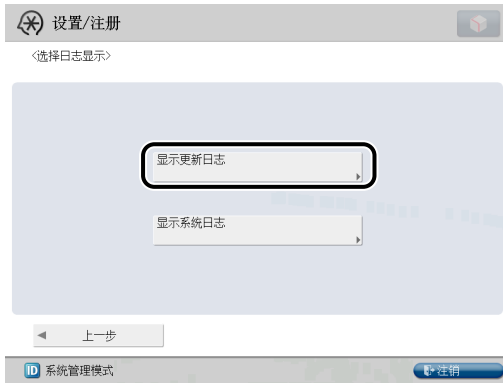 设置/注册
<选择日志显示>
显示更新日志
显示系统日志
上一步
ID 系统管理模式
注销